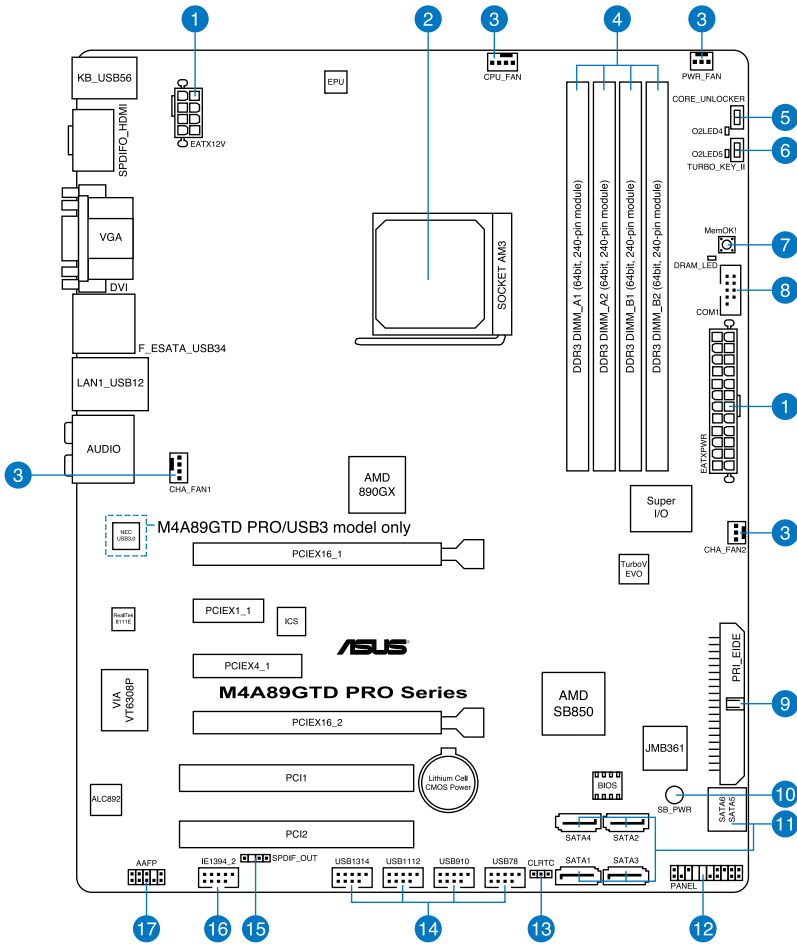 1
2
3
4
3
KB_USB56
EPU
CPU_FAN
PWR_FAN
SPDIFO_HDMI
EATX12V
CORE_UNLOCKER
5
O2LED4
6
O2LED5
TURBO_KEY_II
VGA
DVI
SOCKET AM3
DDR3 DIMM_A1 (64bit, 240-pin module)
DDR3 DIMM_A2 (64bit, 240-pin module)
DDR3 DIMM_B1 (64bit, 240-pin module)
DDR3 DIMM_B2 (64bit, 240-pin module)
MemOK!
7
DRAM_LED
8
COM1
F_ESATA_USB34
LAN1_USB12
1
EATXPWR
AUDIO
3
CHA_FAN1
AMD
890GX
Super
I/O
NEC
USB3.0
M4A89GTD PRO/USB3 model only
3
CHA_FAN2
PCIEX16_1
TurboV
EVO
PCIEX1_1
ICS
RealTek
8111E
ASUS
PCIEX4_1
M4A89GTD PRO Series
VIA
VT6308P
PRI_EIDE
AMD
SB850
9
PCIEX16_2
JMB361
PCI1
Lithium Cell
CMOS Power
ALC892
BIOS
SB_PWR
10
SATA6
SATA5
11
PCI2
SATA4
SATA2
AAFP
IE1394_2
SPDIF_OUT
USB1314
USB1112
USB910
USB78
CLRTC
SATA1
SATA3
PANEL
17
16
15
14
13
12